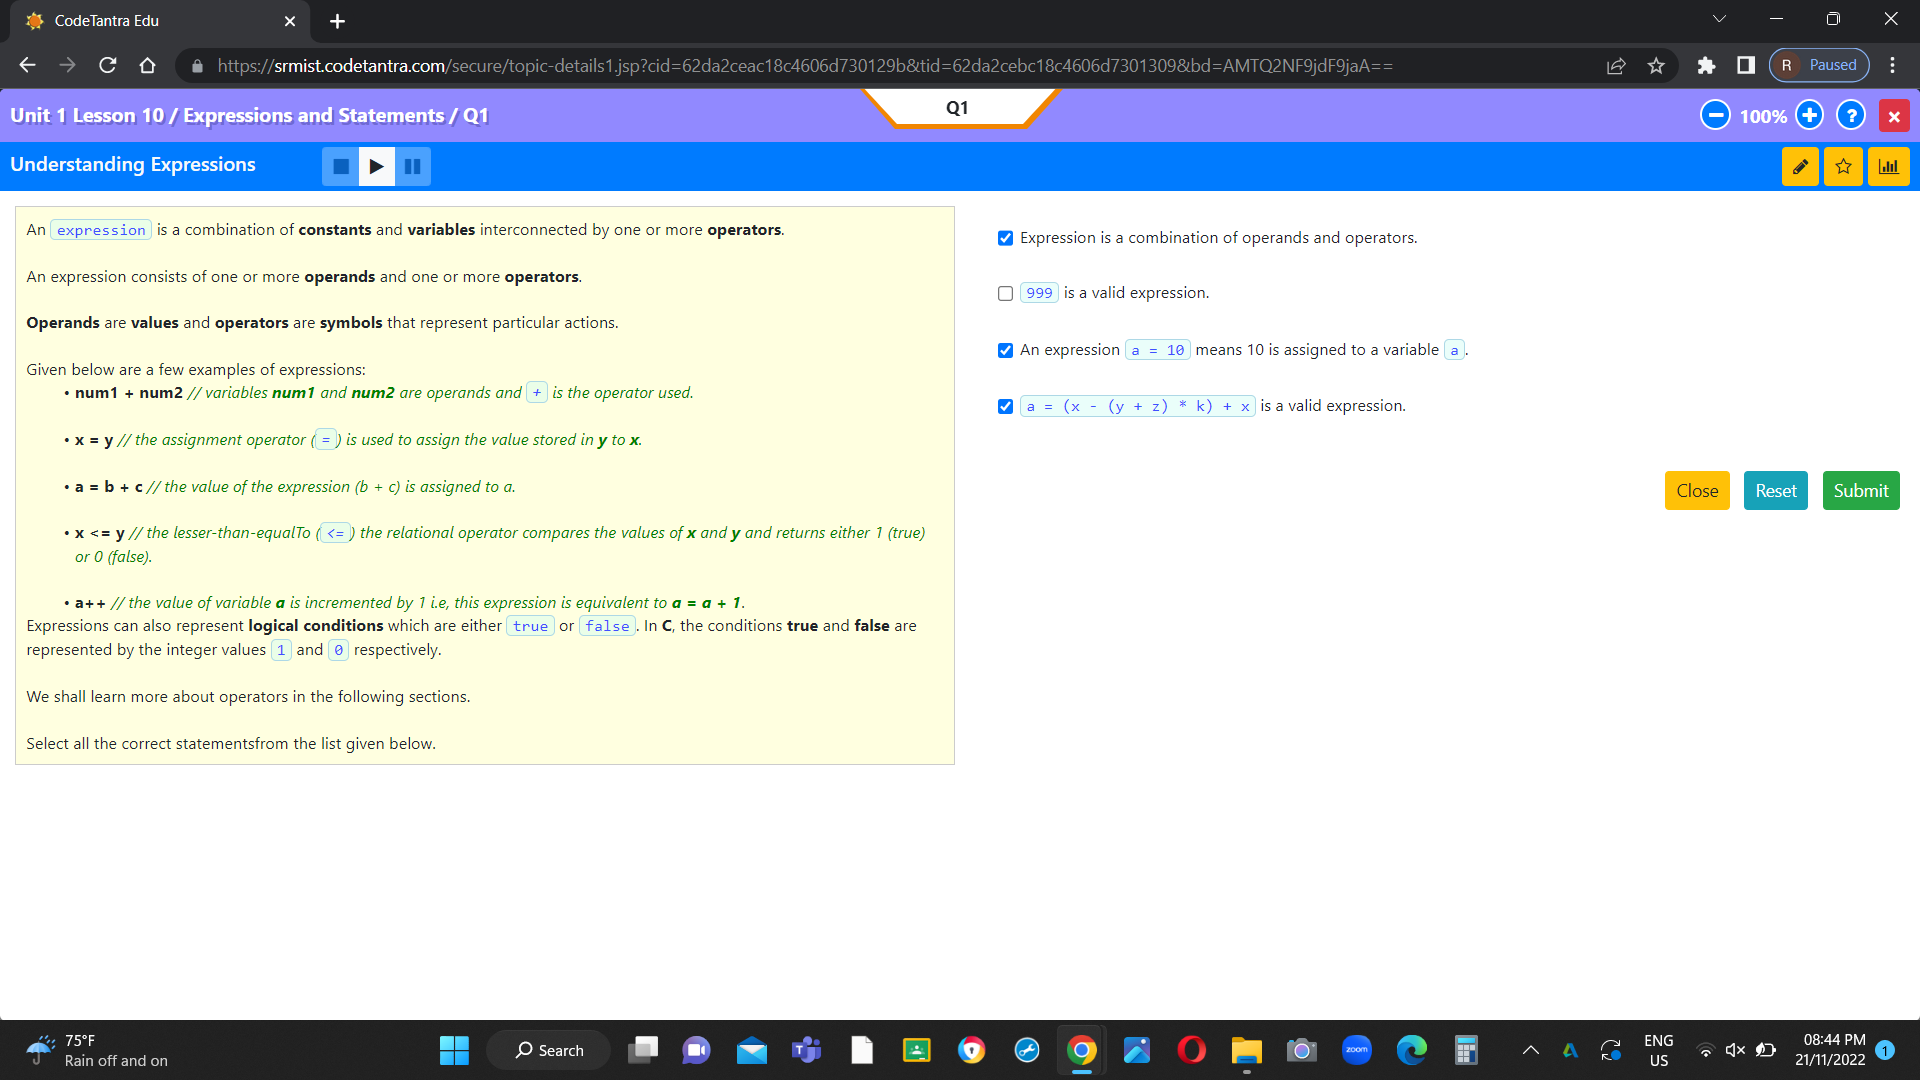 CodeTantra Edu
https://srmist.codetantra.com/secure/topic-details1.jsp?cid=62da2ceac18c4606d730129b&tid=62da2cebc18c4606d7301309&bd=AMTQ2NF9jdF9jaA==
R Paused
Unit 1 Lesson 10 / Expressions and Statements / Q1
Q1
100%
?
Understanding Expressions
An expression is a combination of constants and variables interconnected by one or more operators.
An expression consists of one or more operands and one or more operators.
Operands are values and operators are symbols that represent particular actions.
Given below are a few examples of expressions:
• num1 + num2 // variables num1 and num2 are operands and + is the operator used.
• x = y // the assignment operator (=) is used to assign the value stored in y to x.
• a = b + c // the value of the expression (b + c) is assigned to a.
• x <= y // the lesser-than-equalTo (<=) the relational operator compares the values of x and y and returns either 1 (true)
or 0 (false).
• a++ // the value of variable a is incremented by 1 i.e, this expression is equivalent to a = a + 1.
Expressions can also represent logical conditions which are either true or false. In C, the conditions true and false are
represented by the integer values 1 and 0 respectively.
We shall learn more about operators in the following sections.
Select all the correct statementsfrom the list given below.
Expression is a combination of operands and operators.
999 is a valid expression.
An expression a = 10 means 10 is assigned to a variable a.
a = (x - (y + z) * k) + x is a valid expression.
Close Reset Submit
75°F
Rain off and on
Search
zoom
ENG
US
08:44 PM
21/11/2022
1